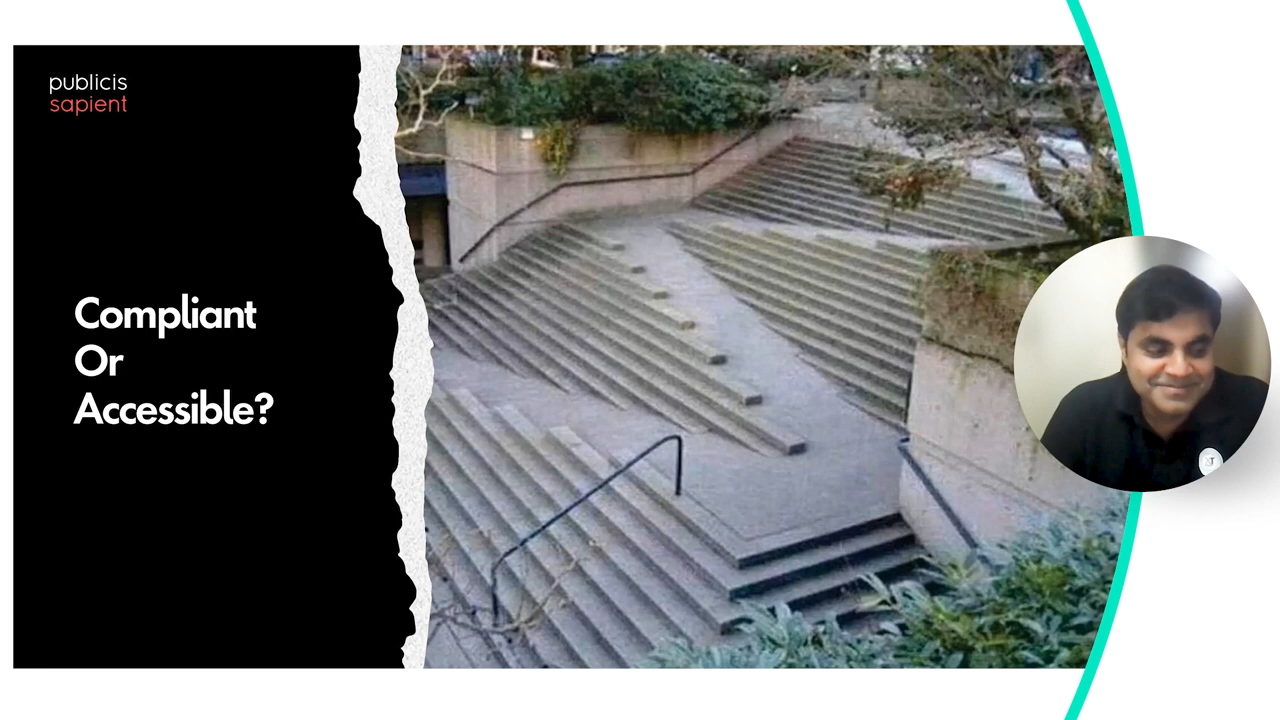 publicis
sapient
Compliant
Or
Accessible?